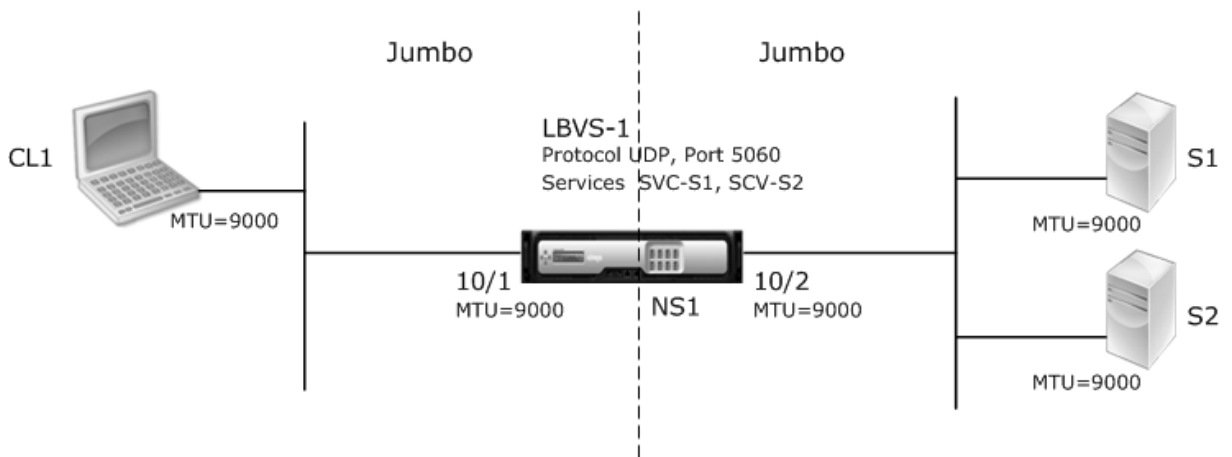 Jumbo
Jumbo
LBVS-1
Protocol UDP, Port 5060
Services SVC-S1, SCV-S2
CL1
S1
MTU=9000
MTU=9000
10/1
10/2
MTU=9000
NS1
MTU=9000
S2
MTU=9000